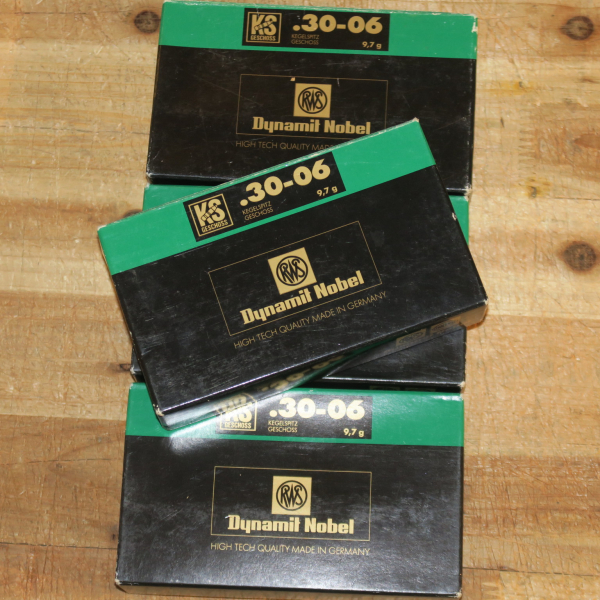 KS
GESCHOSS
.30-06
KEGELSPITZ
GESCHOSS
9,7 g
RWS
Dynamit Nobel
HIGH TECH QUALITY MADE
KS
GESCHOSS
.30-06
KEGELSPITZ
GESCHOSS
9,7 g
RWS
Dynamit Nobel
HIGH TECH QUALITY MADE IN GERMANY.
KS
GESCHOSS
.30-06
KEGELSPITZ
GESCHOSS
9,7 g
RWS
Dynamit Nobel
HIGH TECH QUALITY MADE IN GERMANY.